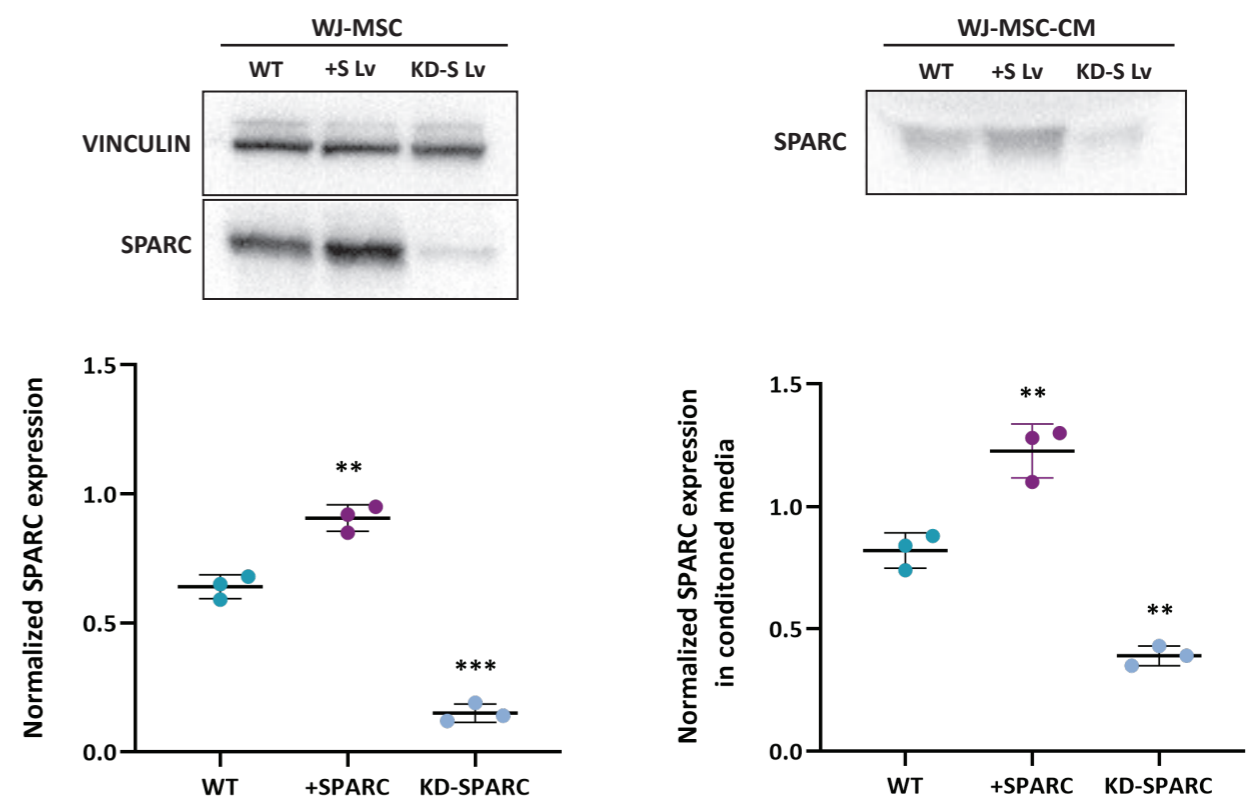 WJ-MSC
WT +S Lv KD-S Lv
VINCULIN
SPARC
WJ-MSC-CM
WT +S Lv KD-S Lv
SPARC
Normalized SPARC expression
1.5
1.0
0.5
0.0
**
***
WT +SPARC KD-SPARC
Normalized SPARC expression
in conditoned media
1.5
1.0
0.5
0.0
**
**
WT +SPARC KD-SPARC